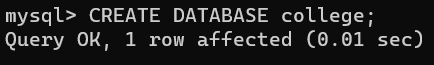 mysql> CREATE DATABASE college;
Query OK, 1 row affected (0.01 sec)